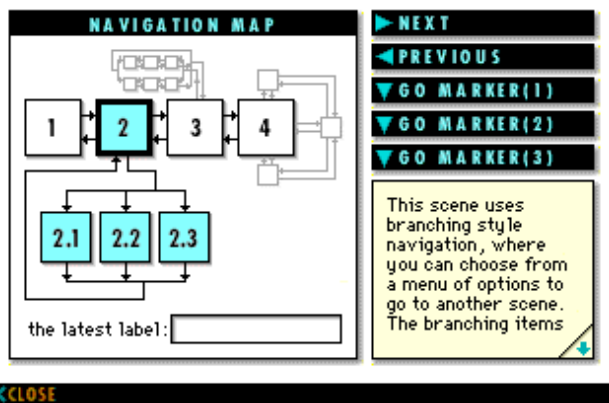 NAVIGATION MAP
1
2
3
4
2.1
2.2
2.3
the latest label:
NEXT
PREVIOUS
GO MARKER(1)
GO MARKER(2)
GO MARKER(3)
This scene uses
branching style
navigation, where
you can choose from
a menu of options to
go to another scene.
The branching items
CLOSE